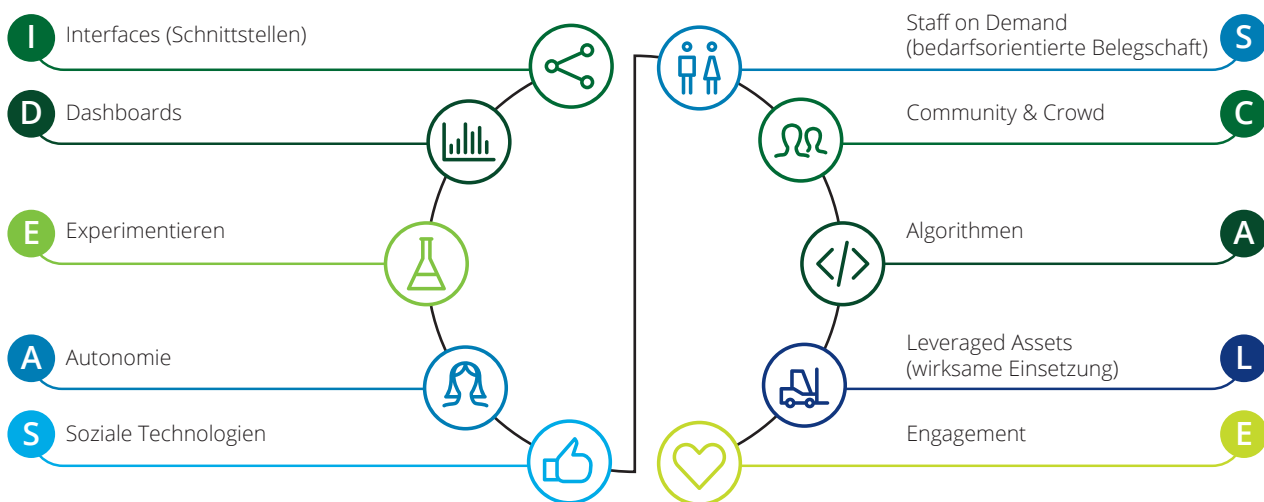 I Interfaces (Schnittstellen)
D Dashboards
E Experimentieren
A Autonomie
S Soziale Technologien
Staff on Demand
(bedarfsorientierte Belegschaft) S
Community & Crowd C
Algorithmen A
Leveraged Assets
(wirksame Einsetzung) L
Engagement E